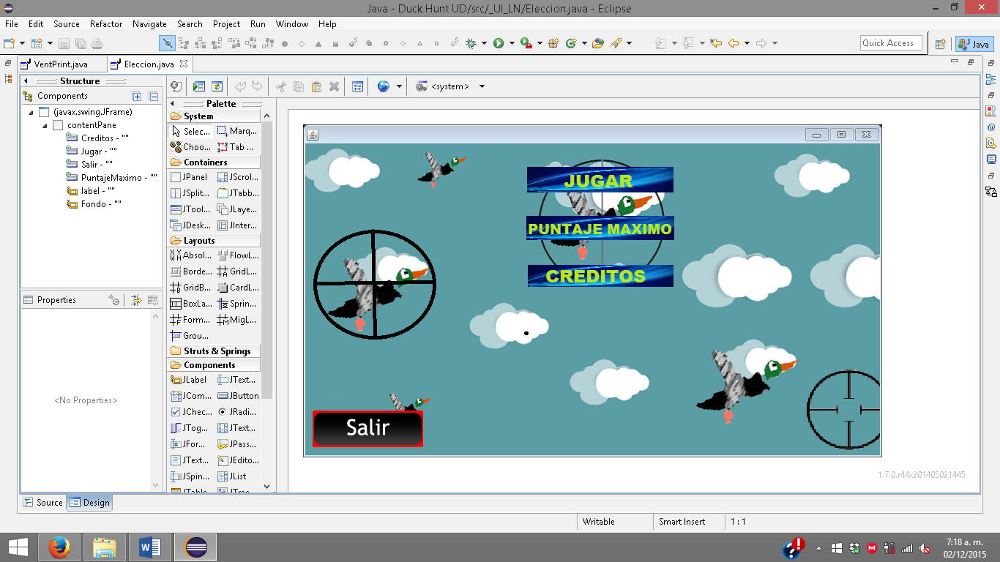 Java - Duck Hunt UD/src/_UI_LN/Eleccion.java - Eclipse
File Edit Source Refactor Navigate Search Project Run Window Help
Quick Access
Java
VentPrint.java
Eleccion.java
Structure
Components
(javax.swing.JFrame)
contentPane
Creditos - ""
Jugar - ""
Salir - ""
PuntajeMaximo - ""
label - ""
Fondo - ""
Properties
<No Properties>
<system>
Palette
System
Selec... Marq...
Choo... Tab ...
Containers
JPanel JScrol...
JSplit... JTabb...
JTool... JLaye...
JDesk... JInter...
Layouts
Absol... FlowL...
Borde... GridL...
GridB... CardL...
BoxLa... Sprin...
Form... MigL...
Grou...
Struts & Springs
Components
JLabel JText...
JCom... JButton
JChec... JRadi...
JTog... JText...
JFor... JPass...
JText... JEdito...
JSpin... JList
JTable JTree
JUGAR
PUNTAJE MAXIMO
CREDITOS
Salir
1.7.0.r44x201405021445
Source Design
Writable Smart Insert 1 : 1
7:18 a. m.
02/12/2015